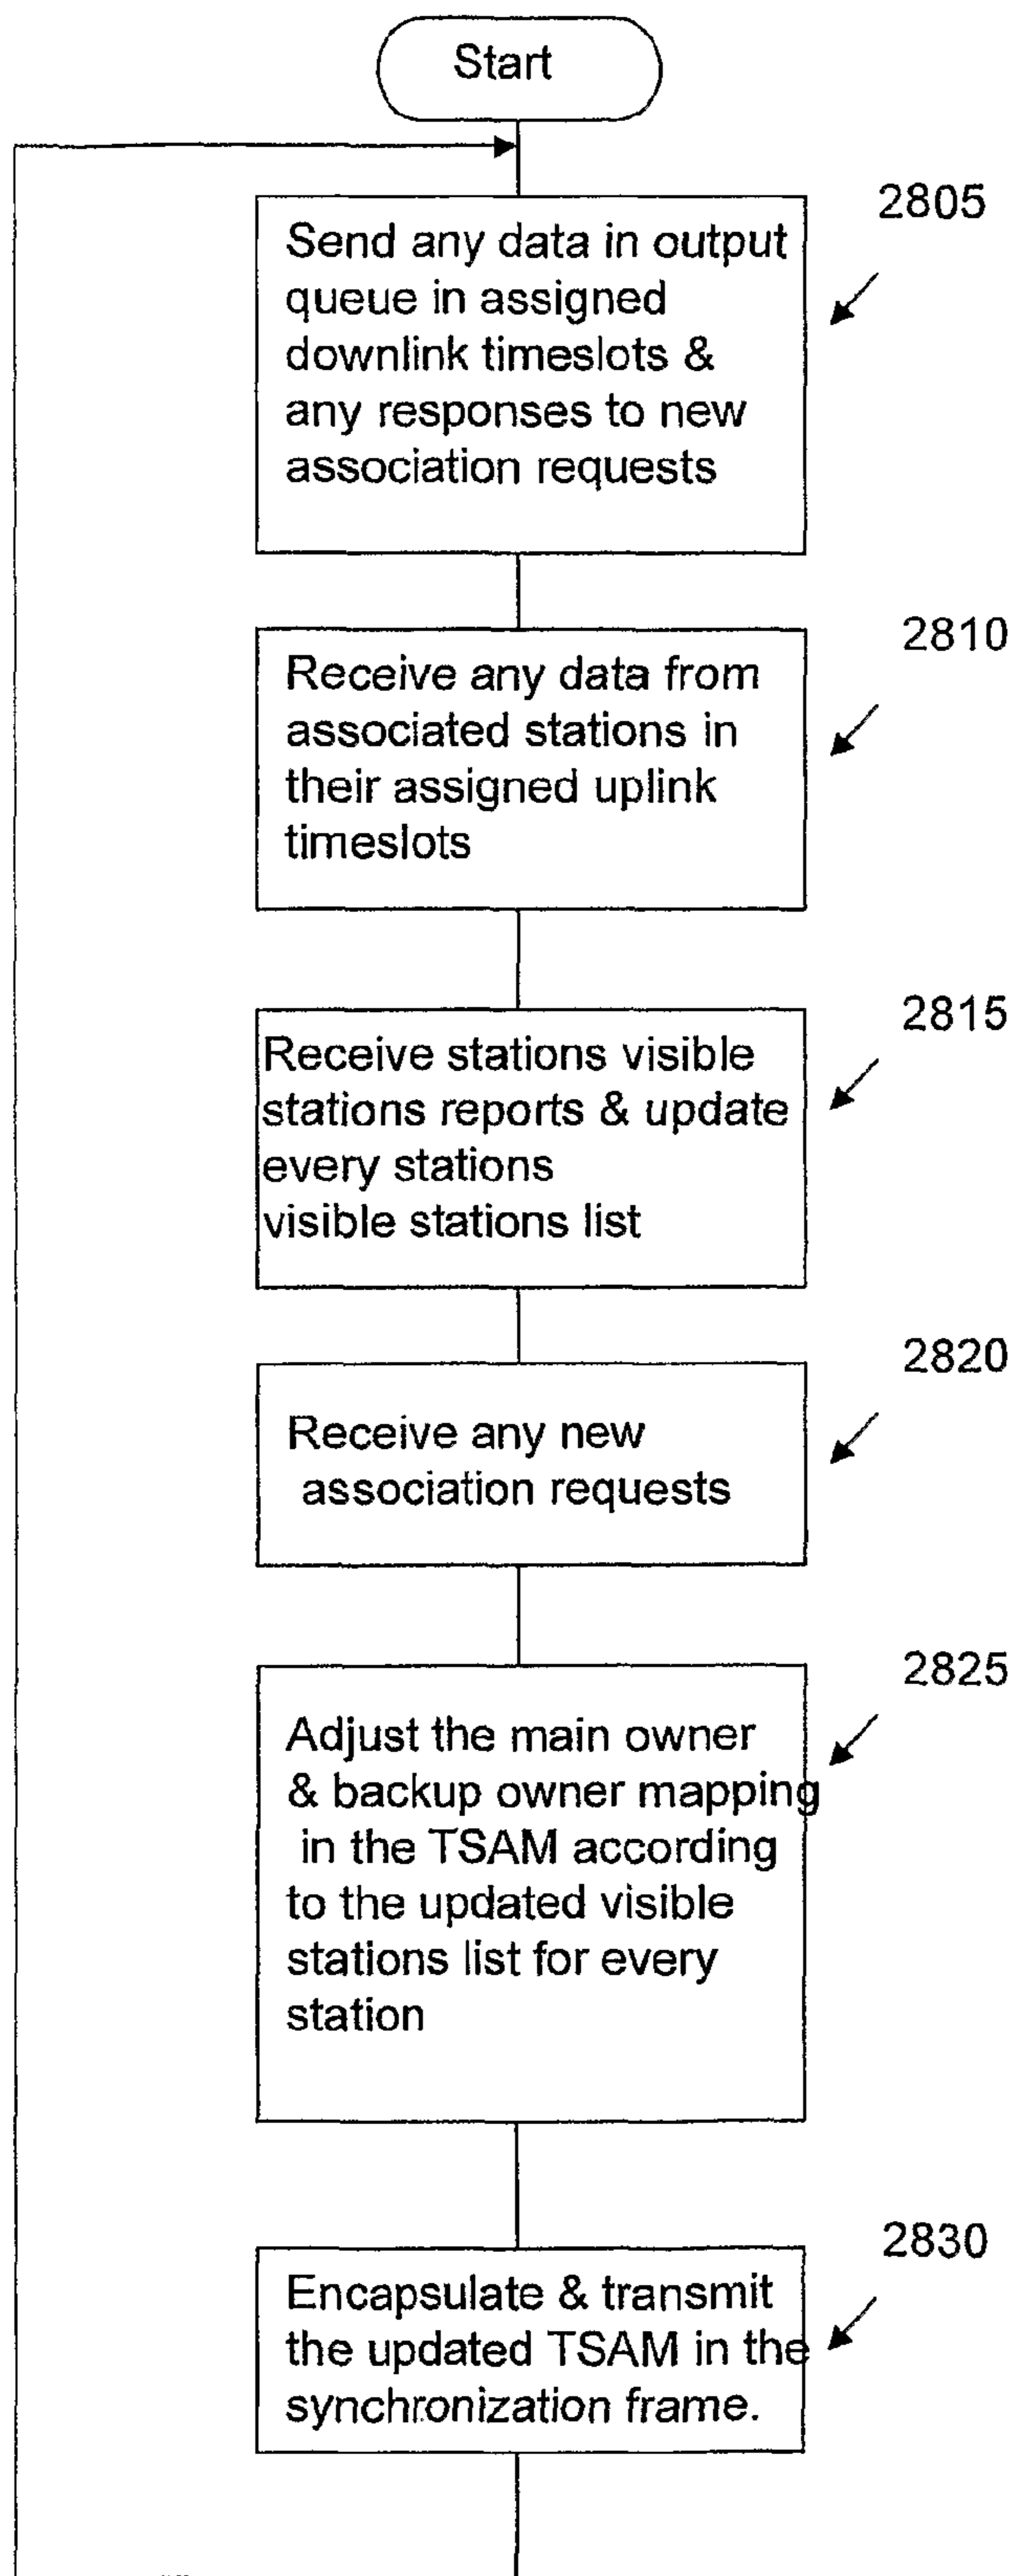 Start
2805
Send any data in output
queue in assigned
downlink timeslots &
any responses to new
association requests
2810
Receive any data from
associated stations in
their assigned uplink
timeslots
2815
Receive stations visible
stations reports & update
every stations
visible stations list
2820
Receive any new
association requests
2825
Adjust the main owner
& backup owner mapping
in the TSAM according
to the updated visible
stations list for every
station
2830
Encapsulate & transmit
the updated TSAM in the
synchronization frame.